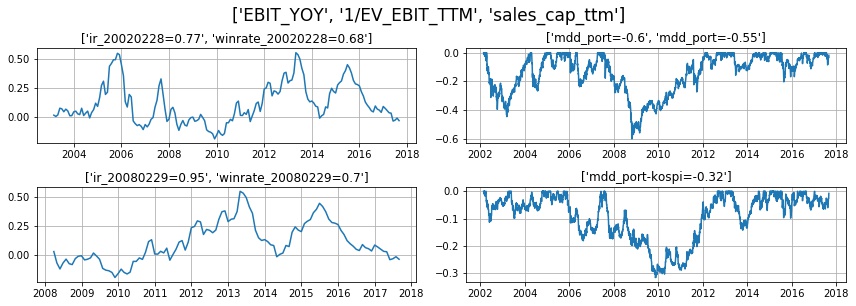 ['EBIT_YOY', '1/EV_EBIT_TTM', 'sales_cap_ttm']
['ir_20020228=0.77', 'winrate_20020228=0.68']
0.50
0.25
0.00
2004 2006 2008 2010 2012 2014 2016 2018
['mdd_port=-0.6', 'mdd_port=-0.55']
0.0
−0.2
−0.4
−0.6
2002 2004 2006 2008 2010 2012 2014 2016 2018
['ir_20080229=0.95', 'winrate_20080229=0.7']
0.50
0.25
0.00
2008 2009 2010 2011 2012 2013 2014 2015 2016 2017 2018
['mdd_port-kospi=-0.32']
0.0
−0.1
−0.2
−0.3
2002 2004 2006 2008 2010 2012 2014 2016 2018